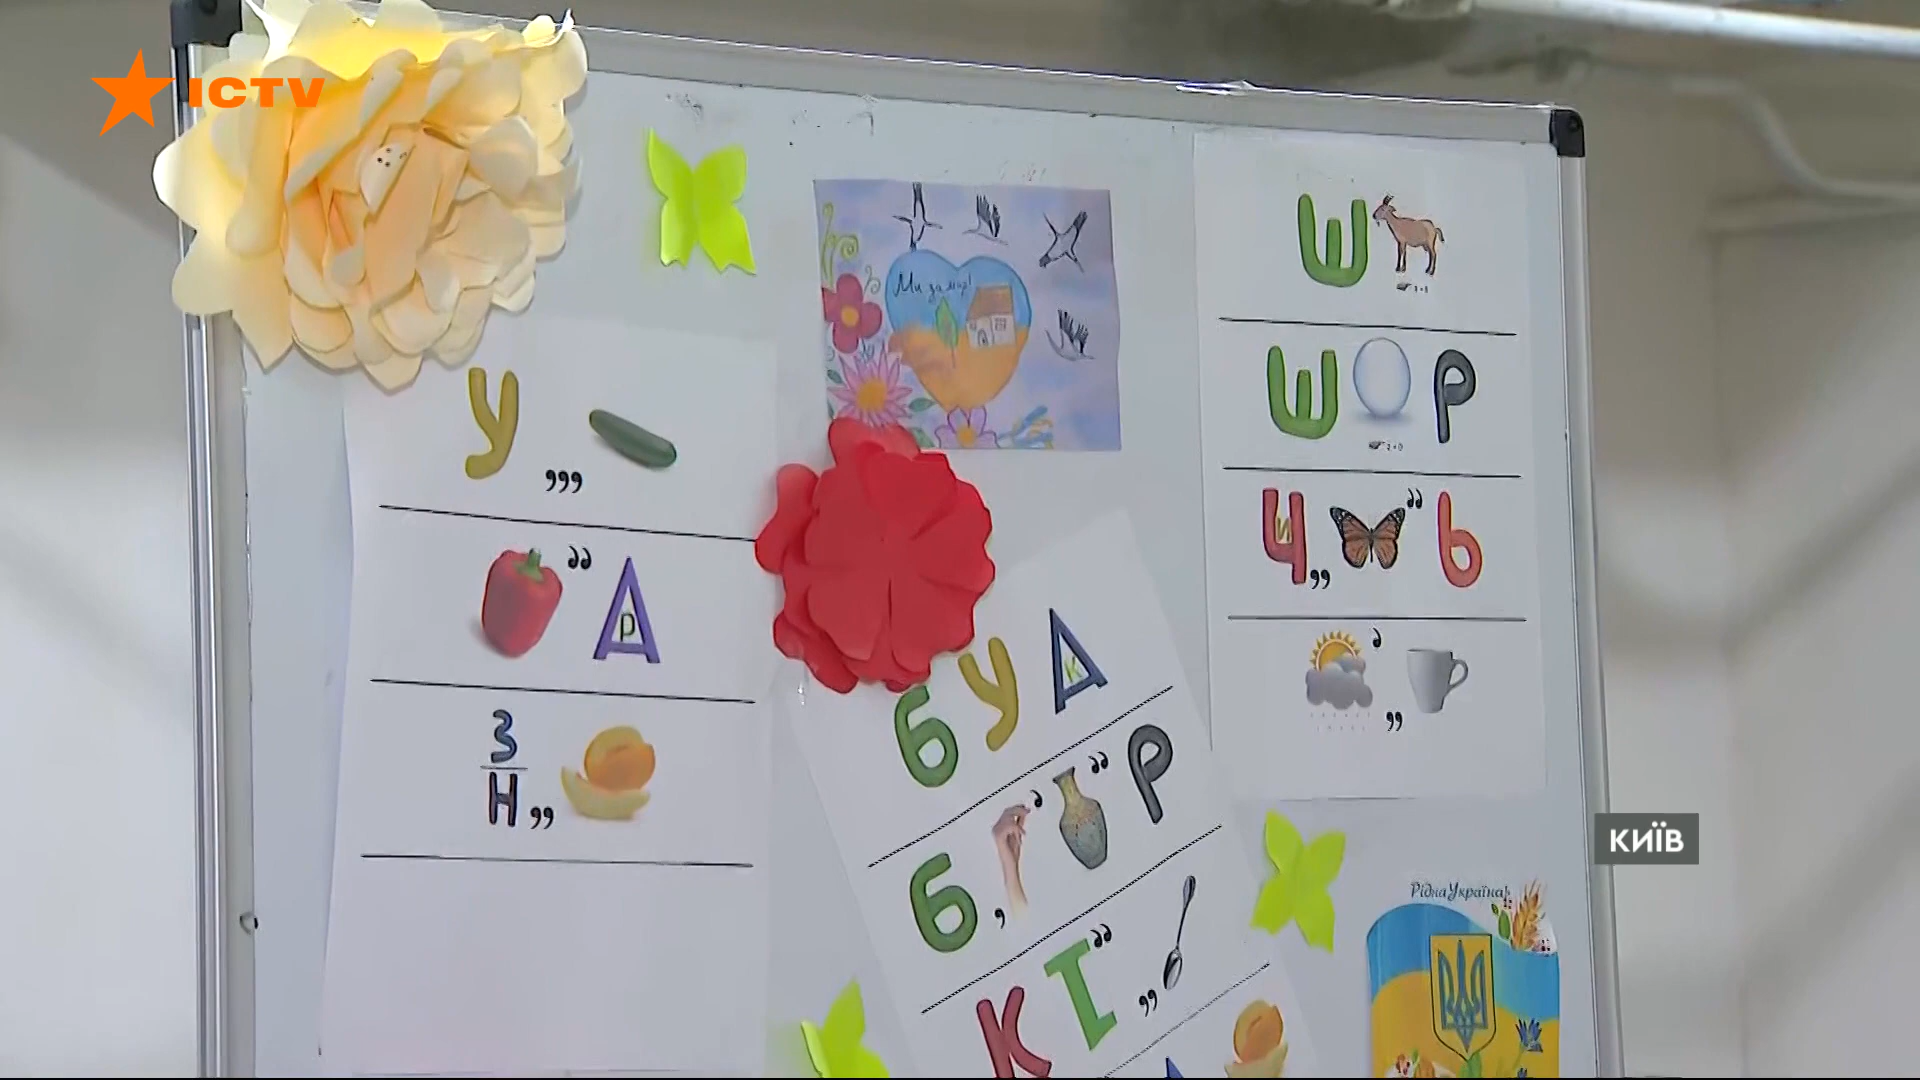 ICTV
Ми за мир!
Ш
Ш Р
У ,,,
Ч и ,, ,, Ь
,, А р
, ,,
З
Н ,,
Б У А к
Б , , ,, Р
К І ,, ,,
КИЇВ
Рідна Україна